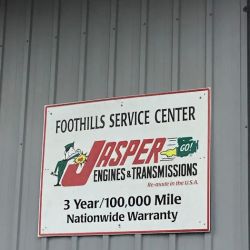 FOOTHILLS SERVICE CENTER
JASPER
GO!
ENGINES & TRANSMISSIONS
Re-made in the U.S.A.
3 Year/100,000 Mile
Nationwide Warranty